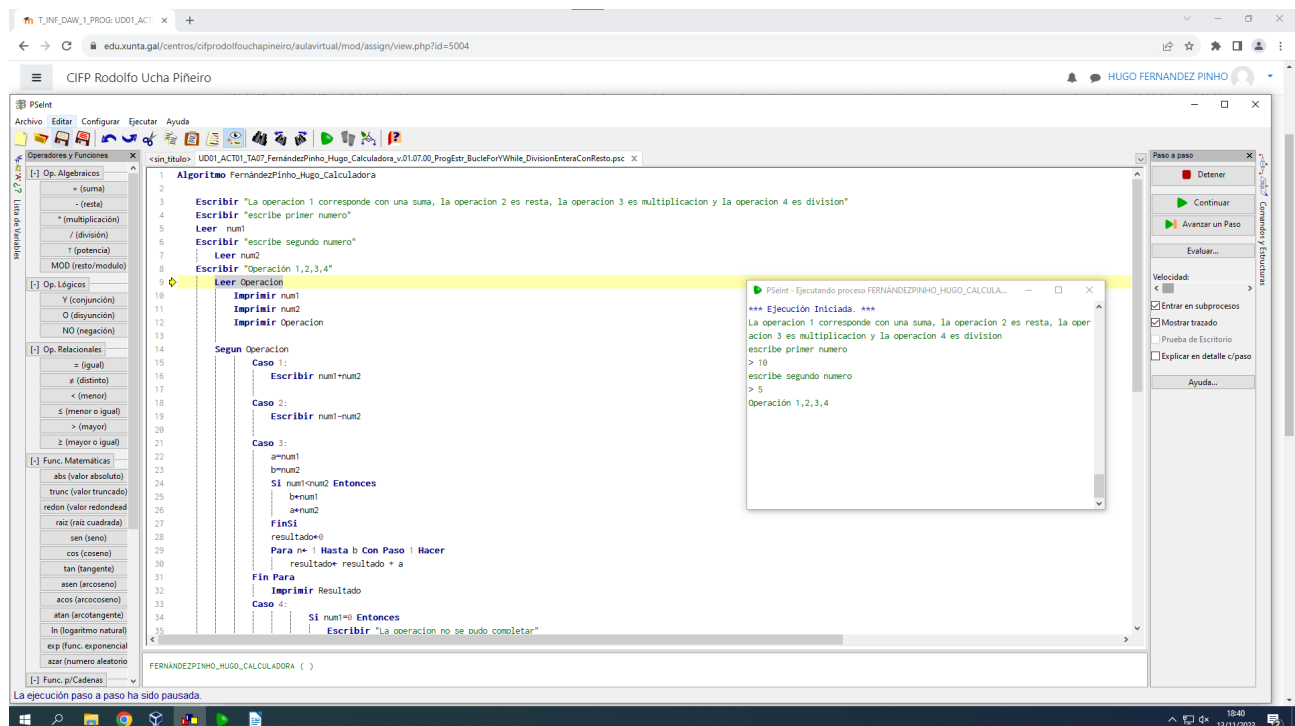 T_INF_DAW_1_PROG: UD01_ACT
edu.xunta.gal/centros/cifprodolfouchapineiro/aulavirtual/mod/assign/view.php?id=5004
CIFP Rodolfo Ucha Piñeiro
HUGO FERNANDEZ PINHO
PSeInt
Archivo Editar Configurar Ejecutar Ayuda
Operadores y Funciones
<sin_titulo> UD01_ACT01_TA07_FernándezPinho_Hugo_Calculadora_v.01.07.00_ProgEstr_BucleForYWhile_DivisionEnteraConResto.psc
Lista de Variables
[-] Op. Algebraicos
+ (suma)
- (resta)
* (multiplicación)
/ (división)
↑ (potencia)
MOD (resto/modulo)
[-] Op. Lógicos
Y (conjunción)
O (disyunción)
NO (negación)
[-] Op. Relacionales
= (igual)
≠ (distinto)
< (menor)
≤ (menor o igual)
> (mayor)
≥ (mayor o igual)
[-] Func. Matemáticas
abs (valor absoluto)
trunc (valor truncado)
redon (valor redondead
raiz (raíz cuadrada)
sen (seno)
cos (coseno)
tan (tangente)
asen (arcoseno)
acos (arcocoseno)
atan (arcotangente)
ln (logaritmo natural)
exp (func. exponencial
azar (numero aleatorio
[-] Func. p/Cadenas
1 Algoritmo FernándezPinho_Hugo_Calculadora
2
3 Escribir "La operacion 1 corresponde con una suma, la operacion 2 es resta, la operacion 3 es multiplicacion y la operacion 4 es division"
4 Escribir "escribe primer numero"
5 Leer num1
6 Escribir "escribe segundo numero"
7 Leer num2
8 Escribir "Operación 1,2,3,4"
9 Leer Operacion
10 Imprimir num1
11 Imprimir num2
12 Imprimir Operacion
13
14 Segun Operacion
15 Caso 1:
16 Escribir num1+num2
17
18 Caso 2:
19 Escribir num1-num2
20
21 Caso 3:
22 a=num1
23 b=num2
24 Si num1<num2 Entonces
25 b←num1
26 a←num2
27 FinSi
28 resultado←0
29 Para n← 1 Hasta b Con Paso 1 Hacer
30 resultado← resultado + a
31 Fin Para
32 Imprimir Resultado
33 Caso 4:
34 Si num1=0 Entonces
35 Escribir "La operacion no se pudo completar"
FERNÁNDEZPINHO_HUGO_CALCULADORA ( )
PSeInt - Ejecutando proceso FERNÁNDEZPINHO_HUGO_CALCULA...
*** Ejecución Iniciada. ***
La operacion 1 corresponde con una suma, la operacion 2 es resta, la oper
acion 3 es multiplicacion y la operacion 4 es division
escribe primer numero
> 10
escribe segundo numero
> 5
Operación 1,2,3,4
Paso a paso
Detener
Continuar
Avanzar un Paso
Evaluar...
Velocidad:
Entrar en subprocesos
Mostrar trazado
Prueba de Escritorio
Explicar en detalle c/paso
Ayuda...
Comandos y Estructuras
La ejecución paso a paso ha sido pausada.
18:40
13/11/2023